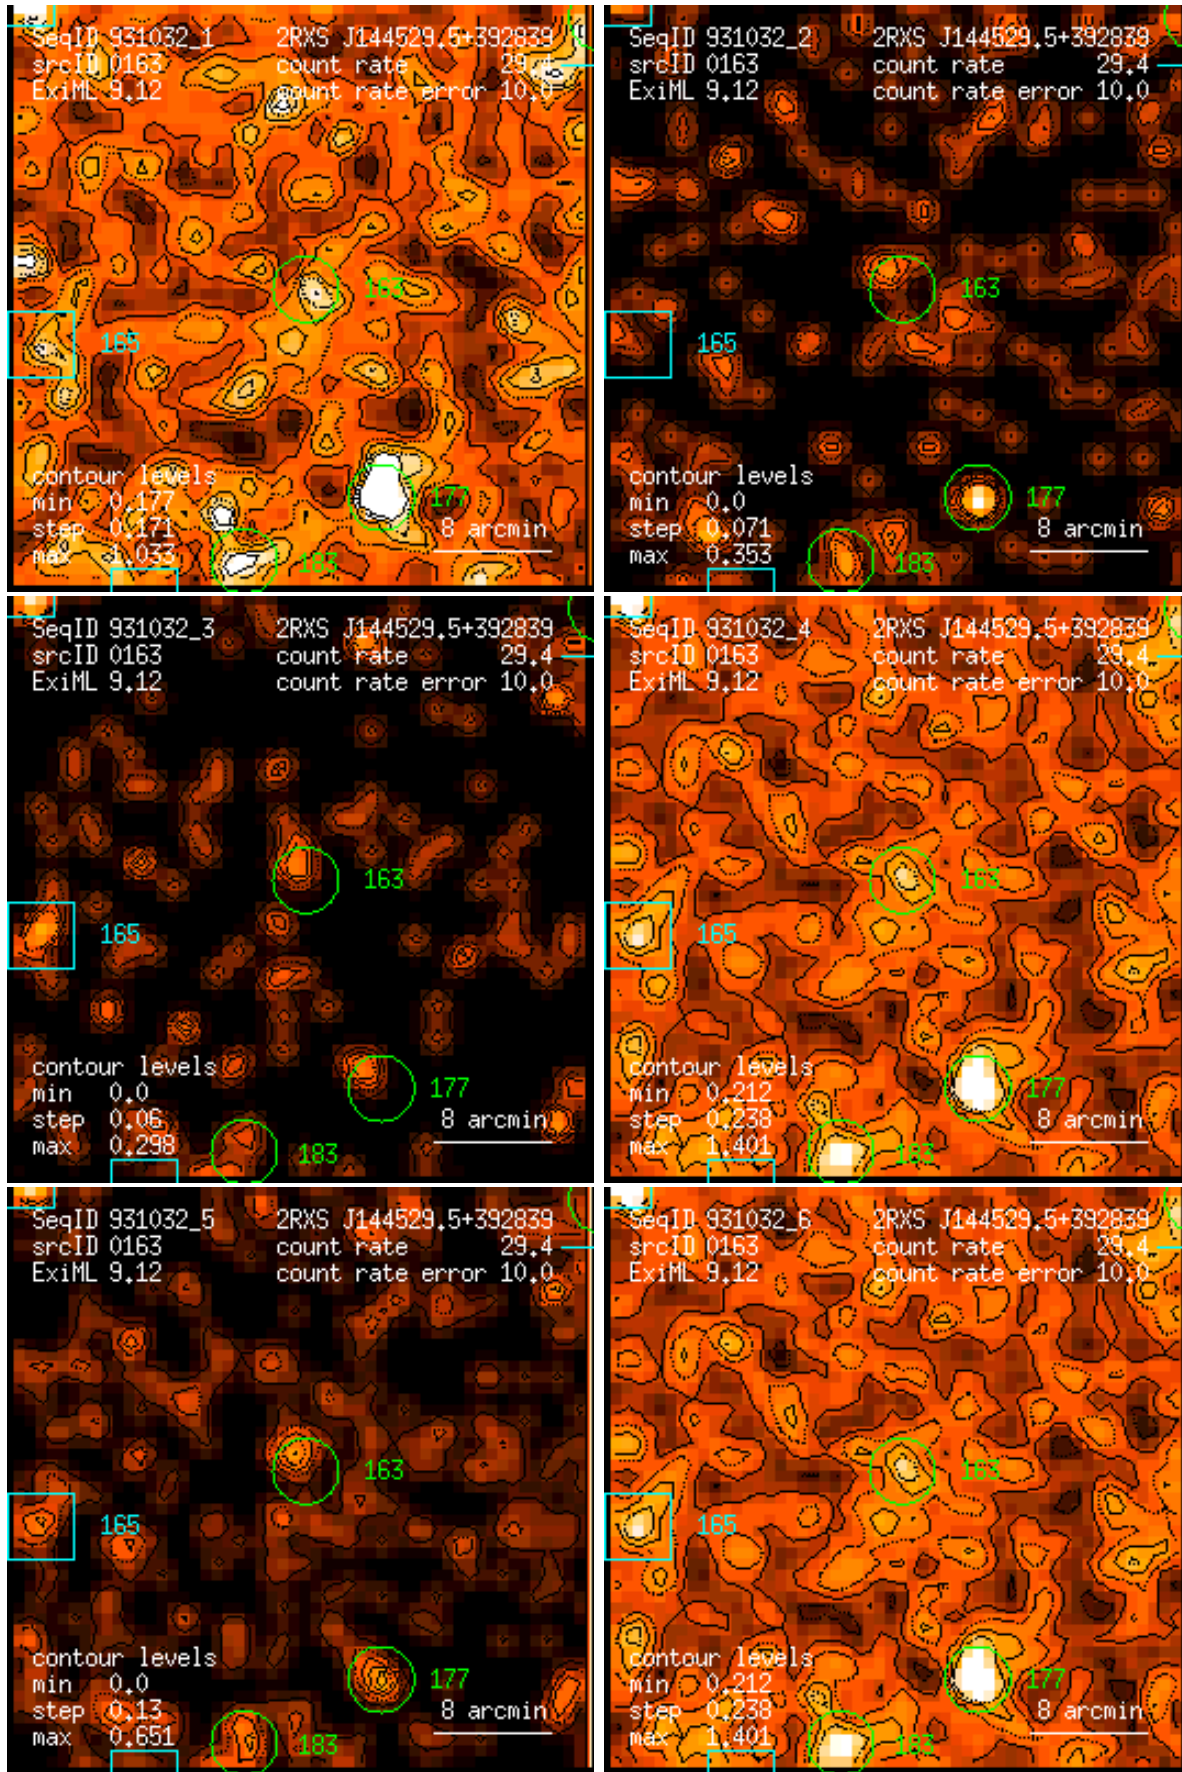 SeqID 931032_1 2RXS J144529.5+392839
srcID 0163 count rate 29.4
ExiML 9.12 count rate error 10.0
163
165
contour levels
min 0.177
177
step 0.171
8 arcmin
max 1.033
183
SeqID 931032_2 2RXS J144529.5+392839
srcID 0163 count rate 29.4
ExiML 9.12 count rate error 10.0
163
165
contour levels
min 0.0
177
step 0.071
8 arcmin
max 0.353
183
SeqID 931032_3 2RXS J144529.5+392839
srcID 0163 count rate 29.4
ExiML 9.12 count rate error 10.0
163
165
contour levels
min 0.0
177
step 0.06
8 arcmin
max 0.298
183
SeqID 931032_4 2RXS J144529.5+392839
srcID 0163 count rate 29.4
ExiML 9.12 count rate error 10.0
163
165
contour levels
min 0.212
177
step 0.238
8 arcmin
max 1.401
183
SeqID 931032_5 2RXS J144529.5+392839
srcID 0163 count rate 29.4
ExiML 9.12 count rate error 10.0
163
165
contour levels
min 0.0
177
step 0.13
8 arcmin
max 0.651
183
SeqID 931032_6 2RXS J144529.5+392839
srcID 0163 count rate 29.4
ExiML 9.12 count rate error 10.0
163
165
contour levels
min 0.212
177
step 0.238
8 arcmin
max 1.401
183